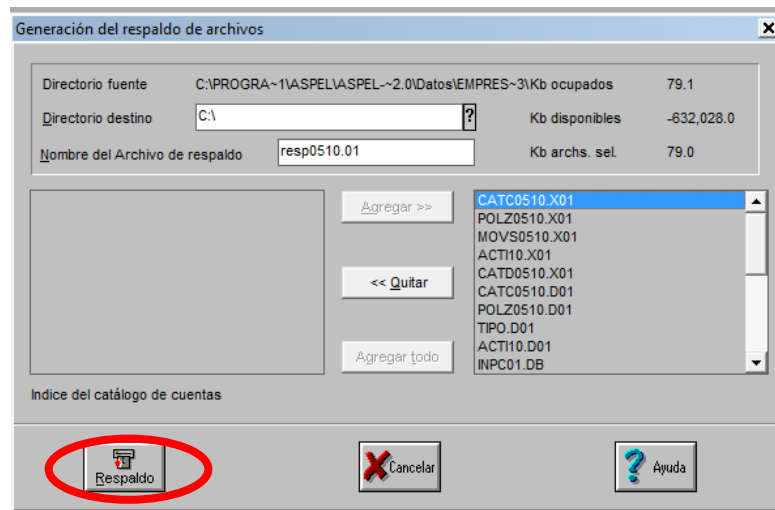 Generación del respaldo de archivos
Directorio fuente C:\PROGRA~1\ASPEL\ASPEL-~2.0\Datos\EMPRES~3\ Kb ocupados 79.1
Directorio destino C:\ ? Kb disponibles -632,028.0
Nombre del Archivo de respaldo resp0510.01 Kb archs. sel. 79.0
Agregar >>
<< Quitar
Agregar todo
CATC0510.X01
POLZ0510.X01
MOVS0510.X01
ACTI10.X01
CATD0510.X01
CATC0510.D01
POLZ0510.D01
TIPO.D01
ACTI10.D01
INPC01.DB
Indice del catálogo de cuentas
Respaldo Cancelar Ayuda